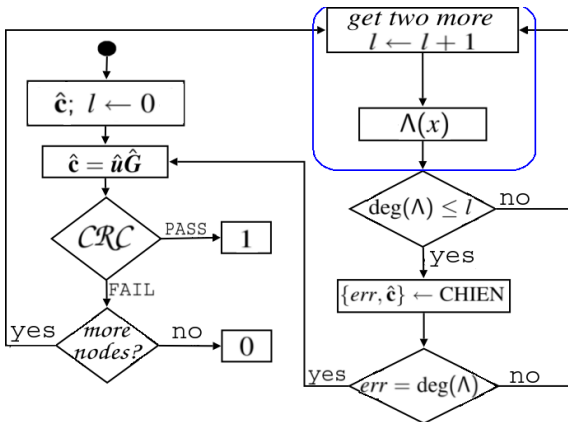 get two more
l ← l + 1
ĉ; l ← 0
Λ(x)
ĉ = ûĜ
deg(Λ) ≤ l
no
CRC
PASS
1
yes
FAIL
{err, ĉ} ← CHIEN
yes
more
nodes?
no
0
yes
err = deg(Λ)
no